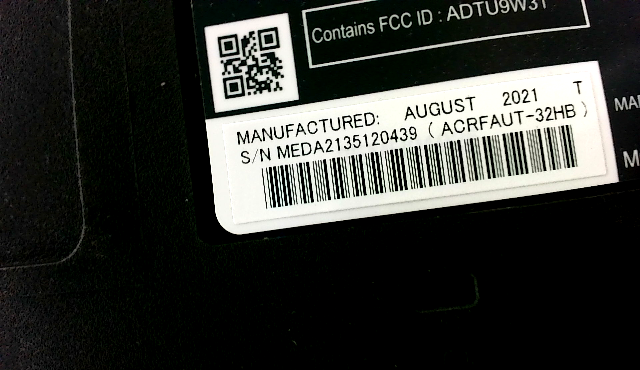 Contains FCC ID : ADTU9W31
MANUFACTURED: AUGUST 2021 T
S/N MEDA2135120439 ( ACRFAUT-32HB )